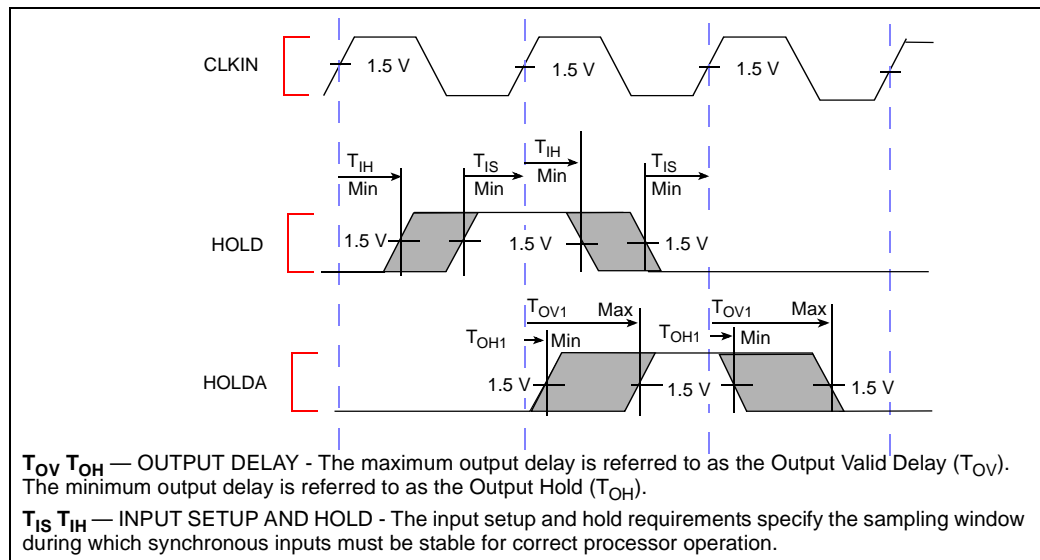 CLKIN
1.5 V 1.5 V 1.5 V
T_IH T_IS T_IH T_IS
Min Min Min Min
HOLD
1.5 V 1.5 V 1.5 V
T_OV1 Max T_OV1 Max
T_OH1 Min T_OH1 Min
HOLDA
1.5 V 1.5 V 1.5 V
T_OV T_OH — OUTPUT DELAY - The maximum output delay is referred to as the Output Valid Delay (T_OV).
The minimum output delay is referred to as the Output Hold (T_OH).
T_IS T_IH — INPUT SETUP AND HOLD - The input setup and hold requirements specify the sampling window
during which synchronous inputs must be stable for correct processor operation.